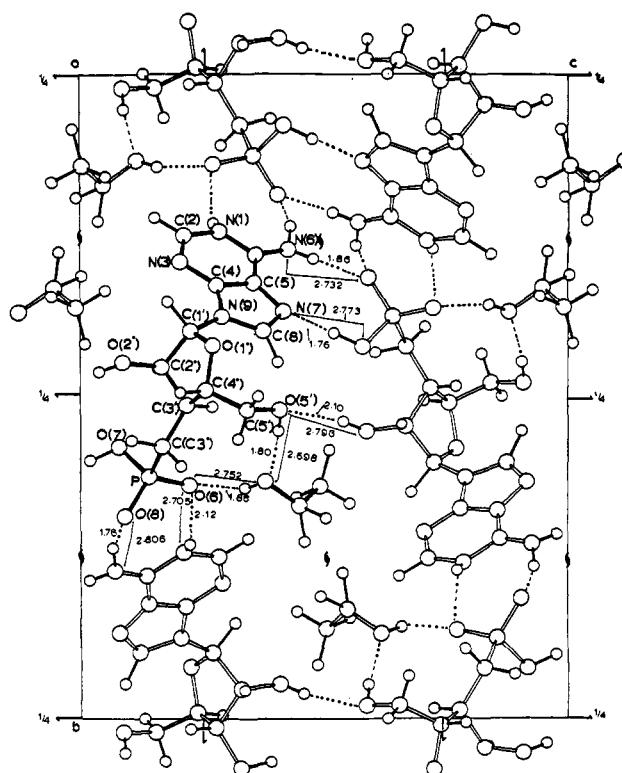 o
c
¼
¼
C(2)
N(1)
N(3)
N(6)
1.86
C(4)
C(5)
2.732
N(9)
N(7)
2.773
C(1')
C(8)
1.76
O(2')
O(1')
C(2')
C(4')
¼
¼
C(3')
O(5')
2.10
C(5')
2.796
O(7)
C(C3')
1.80
2.698
P
2.752
O(6)
1.66
2.705
O(8)
2.12
1.76
2.606
¼
¼
b